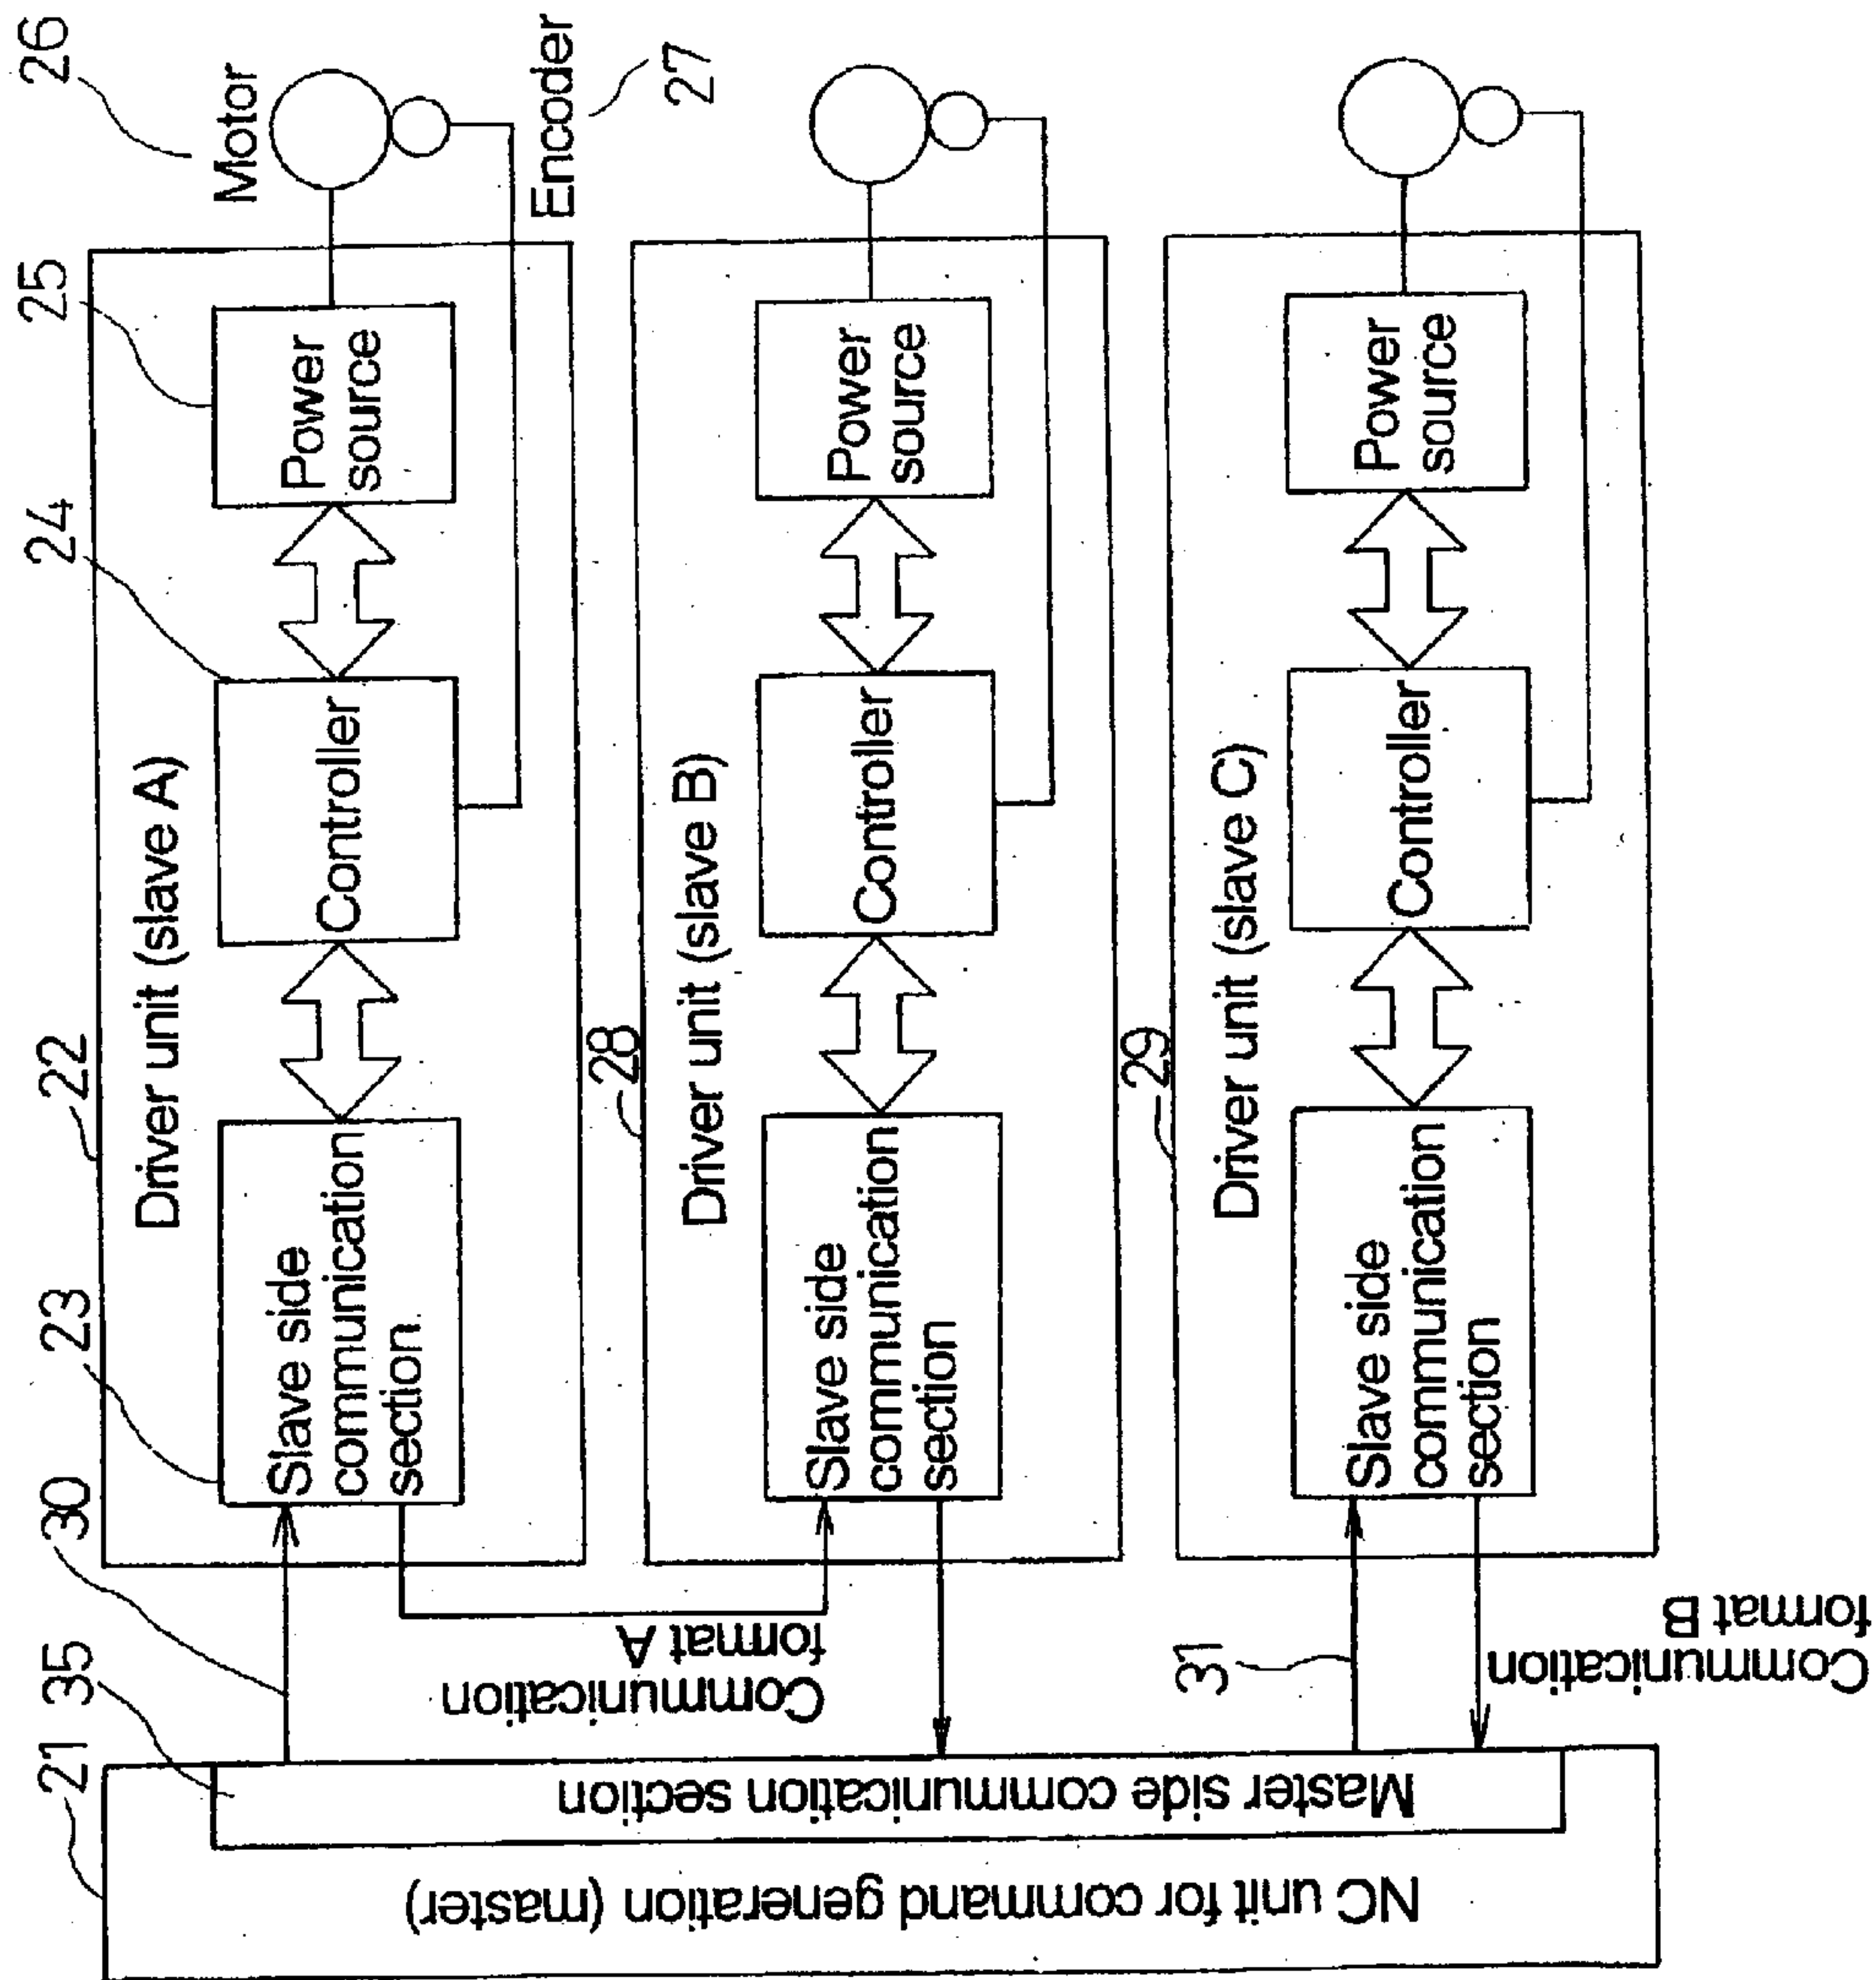 21
35
30
23
22
24
25
26
NC unit for command generation (master)
Master side communication section
Driver unit (slave A)
Slave side
communication
section
Controller
Power
source
Motor
Encoder
27
Communication
format A
28
Driver unit (slave B)
Slave side
communication
section
Controller
Power
source
31
29
Driver unit (slave C)
Slave side
communication
section
Controller
Power
source
Communication
format B